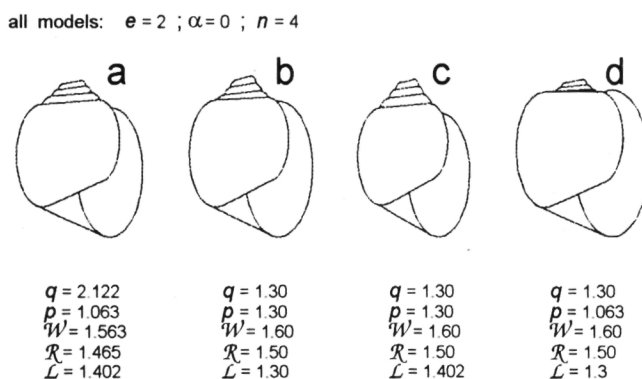 all models: e = 2 ; α = 0 ; n = 4
a b c d
q = 2.122 q = 1.30 q = 1.30 q = 1.30
p = 1.063 p = 1.30 p = 1.30 p = 1.063
W = 1.563 W = 1.60 W = 1.60 W = 1.60
R = 1.465 R = 1.50 R = 1.50 R = 1.50
L = 1.402 L = 1.30 L = 1.402 L = 1.3